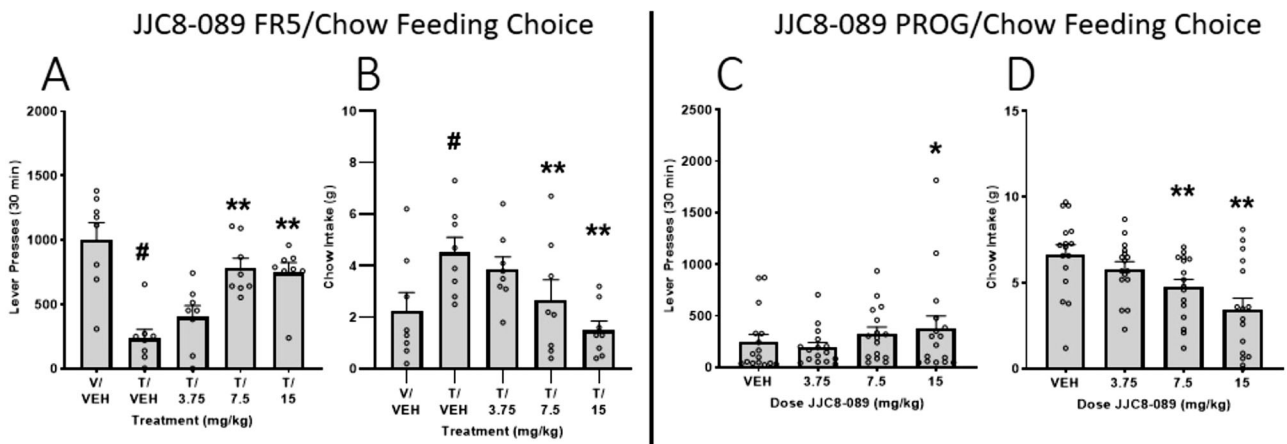 JJC8-089 FR5/Chow Feeding Choice
A
Lever Presses (30 min)
2000
1500
1000
500
0
#
**
**
V/ T/ T/ T/ T/
VEH VEH 3.75 7.5 15
Treatment (mg/kg)
B
Chow Intake (g)
10
8
6
4
2
0
#
**
**
V/ T/ T/ T/ T/
VEH VEH 3.75 7.5 15
Treatment (mg/kg)
JJC8-089 PROG/Chow Feeding Choice
C
Lever Presses (30 min)
2500
2000
1500
1000
500
0
*
VEH 3.75 7.5 15
Dose JJC8-089 (mg/kg)
D
Chow Intake (g)
15
10
5
0
**
**
VEH 3.75 7.5 15
Dose JJC8-089 (mg/kg)